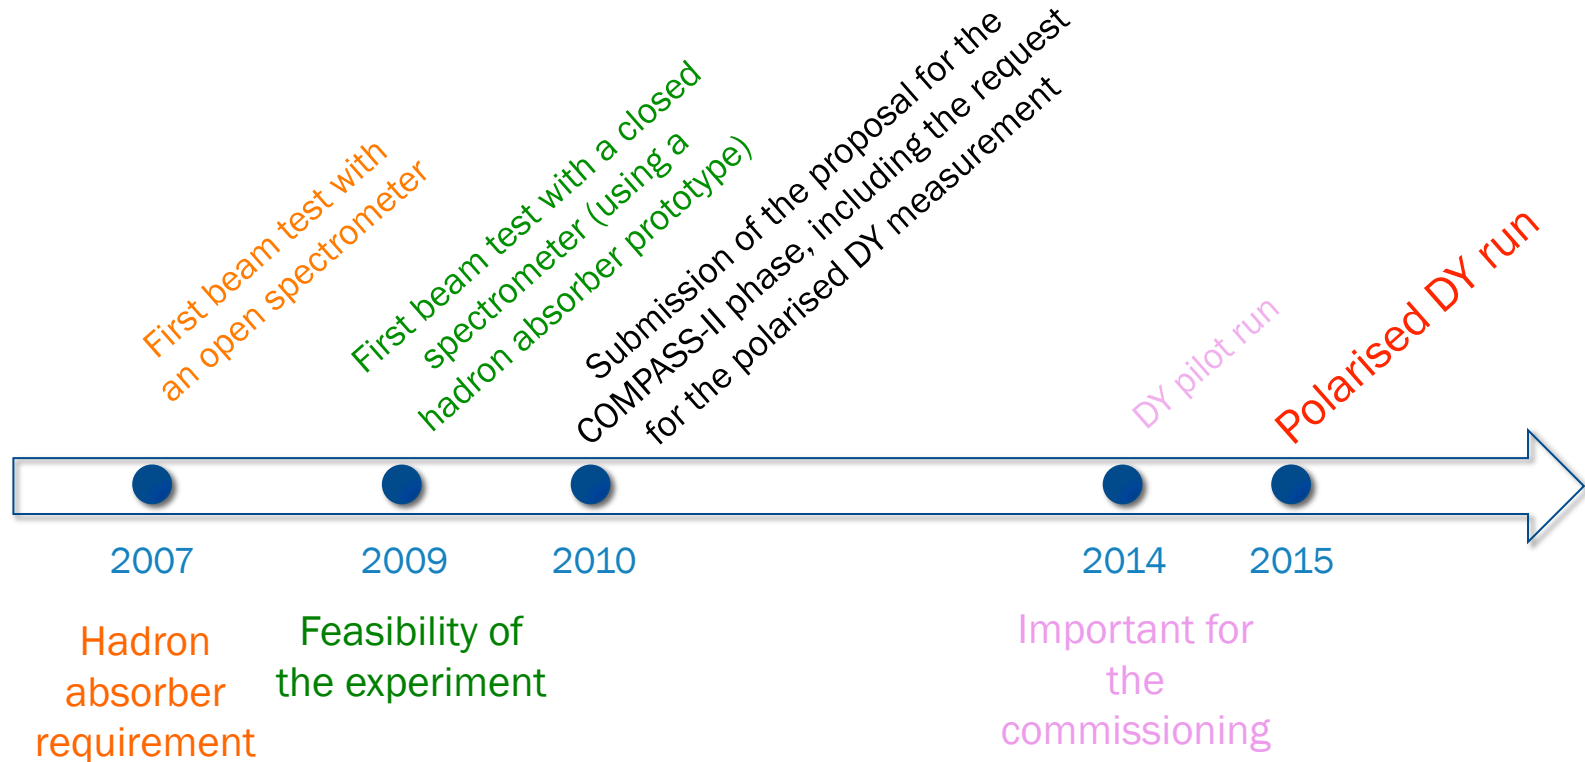 First beam test with
an open spectrometer
First beam test with a closed
spectrometer (using a
hadron absorber prototype)
Submission of the proposal for the
COMPASS-II phase, including the request
for the polarised DY measurement
DY pilot run
Polarised DY run
2007
2009
2010
2014
2015
Hadron
absorber
requirement
Feasibility of
the experiment
Important for
the
commissioning